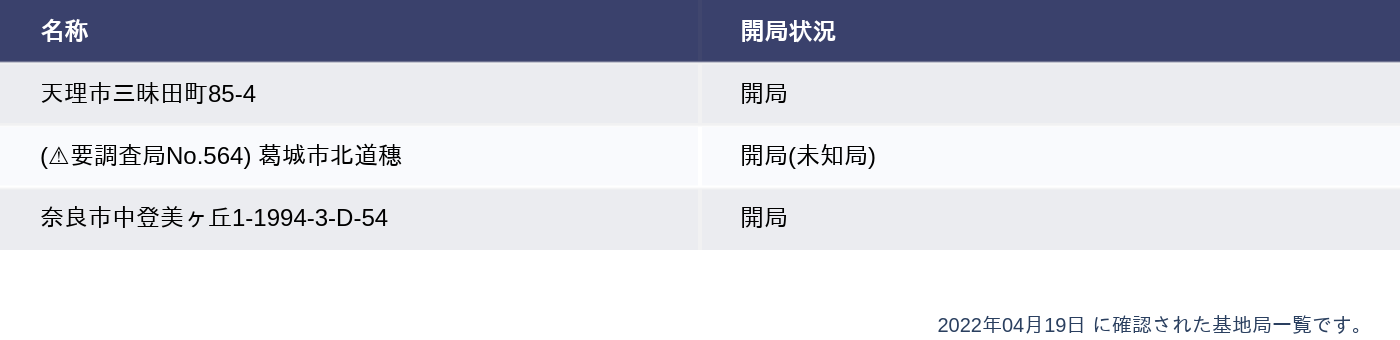 名称 開局状況
天理市三昧田町85-4 開局
(⚠要調査局No.564) 葛城市北道穗 開局(未知局)
奈良市中登美ヶ丘1-1994-3-D-54 開局
2022年04月19日 に確認された基地局一覧です。